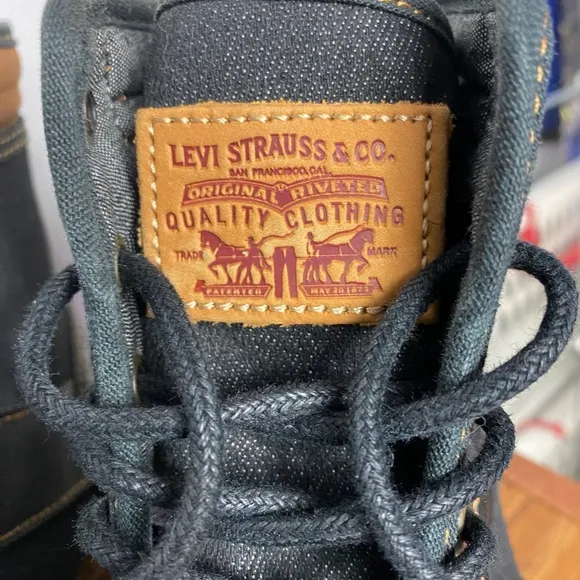 LEVI STRAUSS & CO.
SAN FRANCISCO, CAL.
ORIGINAL RIVETED
QUALITY CLOTHING
TRADE MARK
PATENTED MAY 20 1873